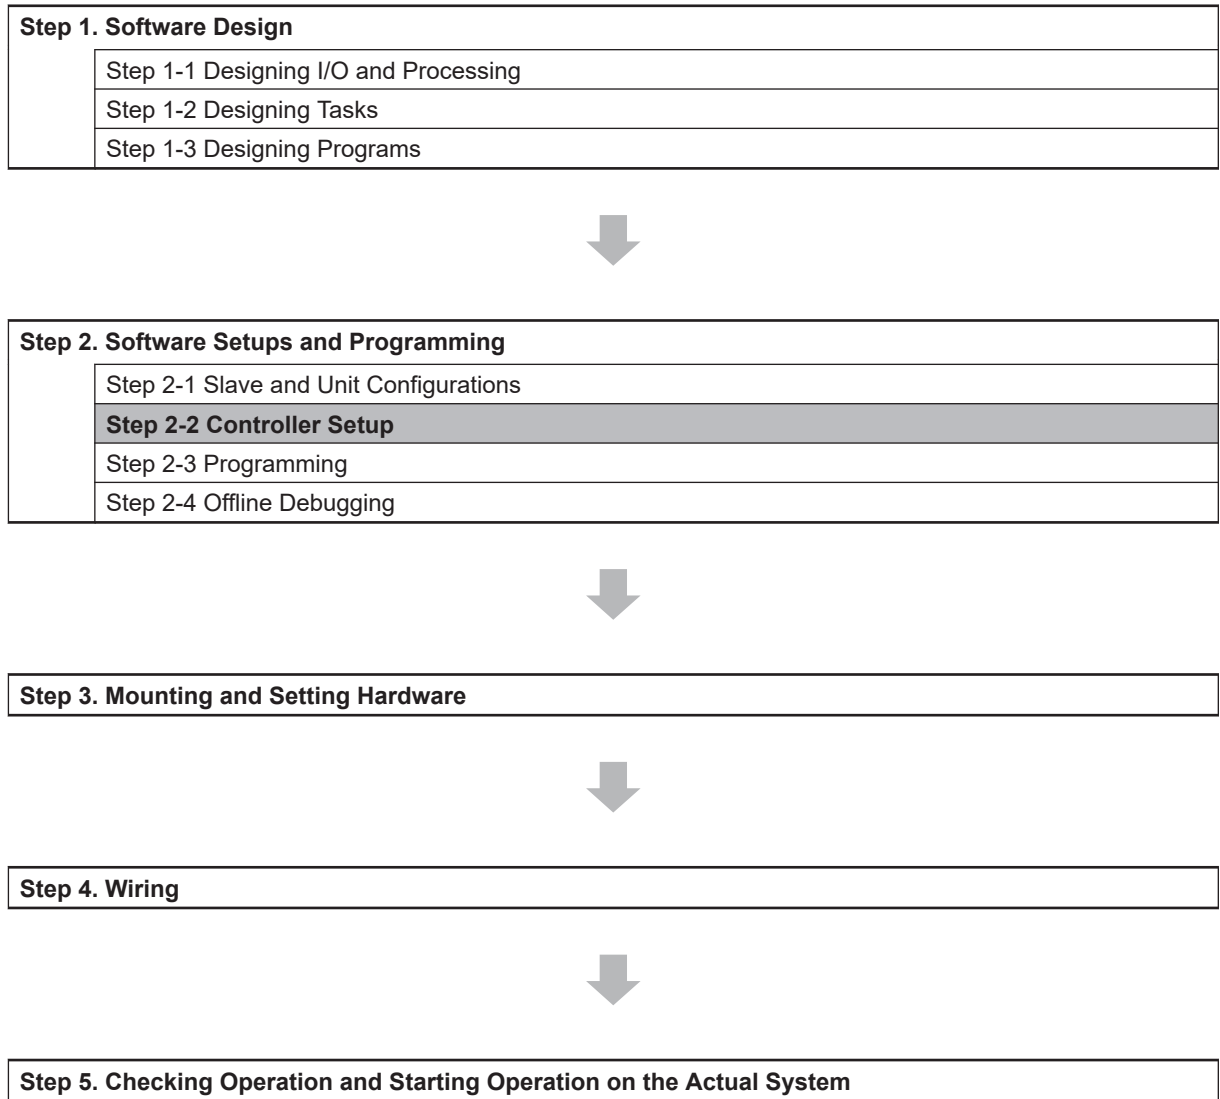 Step 1. Software Design
Step 1-1 Designing I/O and Processing
Step 1-2 Designing Tasks
Step 1-3 Designing Programs
Step 2. Software Setups and Programming
Step 2-1 Slave and Unit Configurations
Step 2-2 Controller Setup
Step 2-3 Programming
Step 2-4 Offline Debugging
Step 3. Mounting and Setting Hardware
Step 4. Wiring
Step 5. Checking Operation and Starting Operation on the Actual System